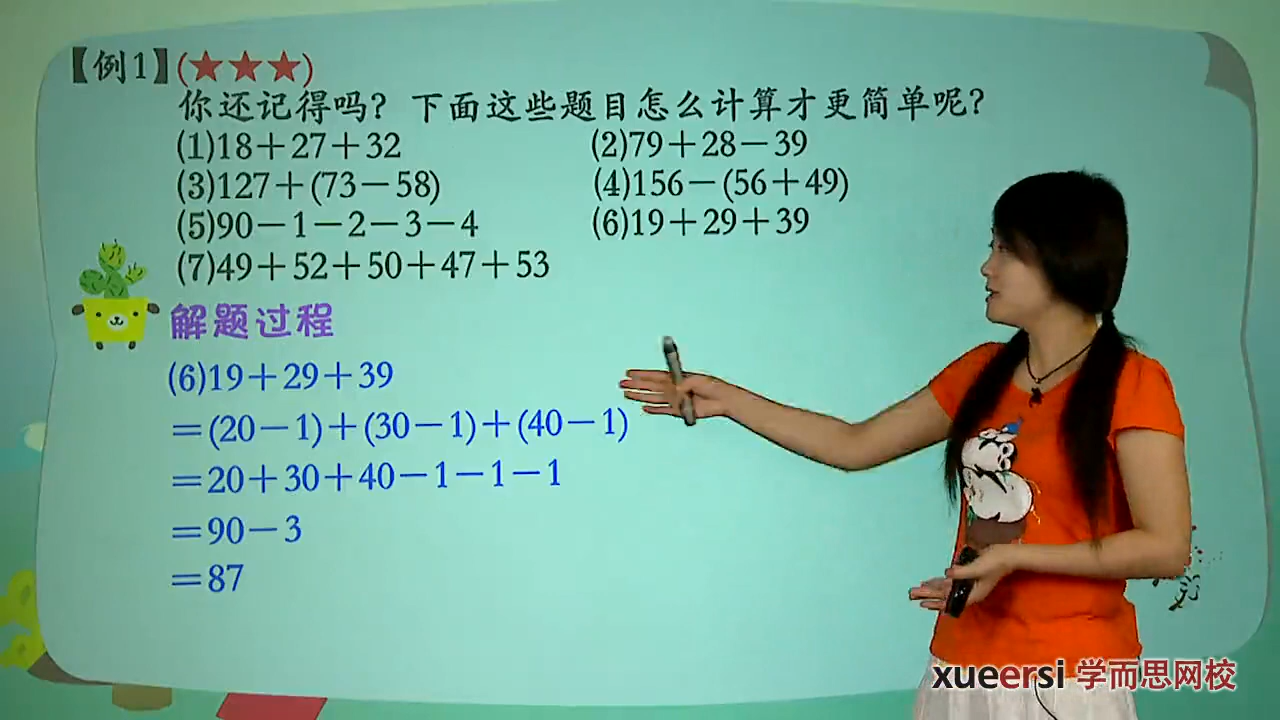 【例1】(★★★)
你还记得吗？下面这些题目怎么计算才更简单呢？
(1)18＋27＋32 (2)79＋28－39
(3)127＋(73－58) (4)156－(56＋49)
(5)90－1－2－3－4 (6)19＋29＋39
(7)49＋52＋50＋47＋53
解题过程
(6)19＋29＋39
＝(20－1)＋(30－1)＋(40－1)
＝20＋30＋40－1－1－1
＝90－3
＝87
xueersi 学而思网校